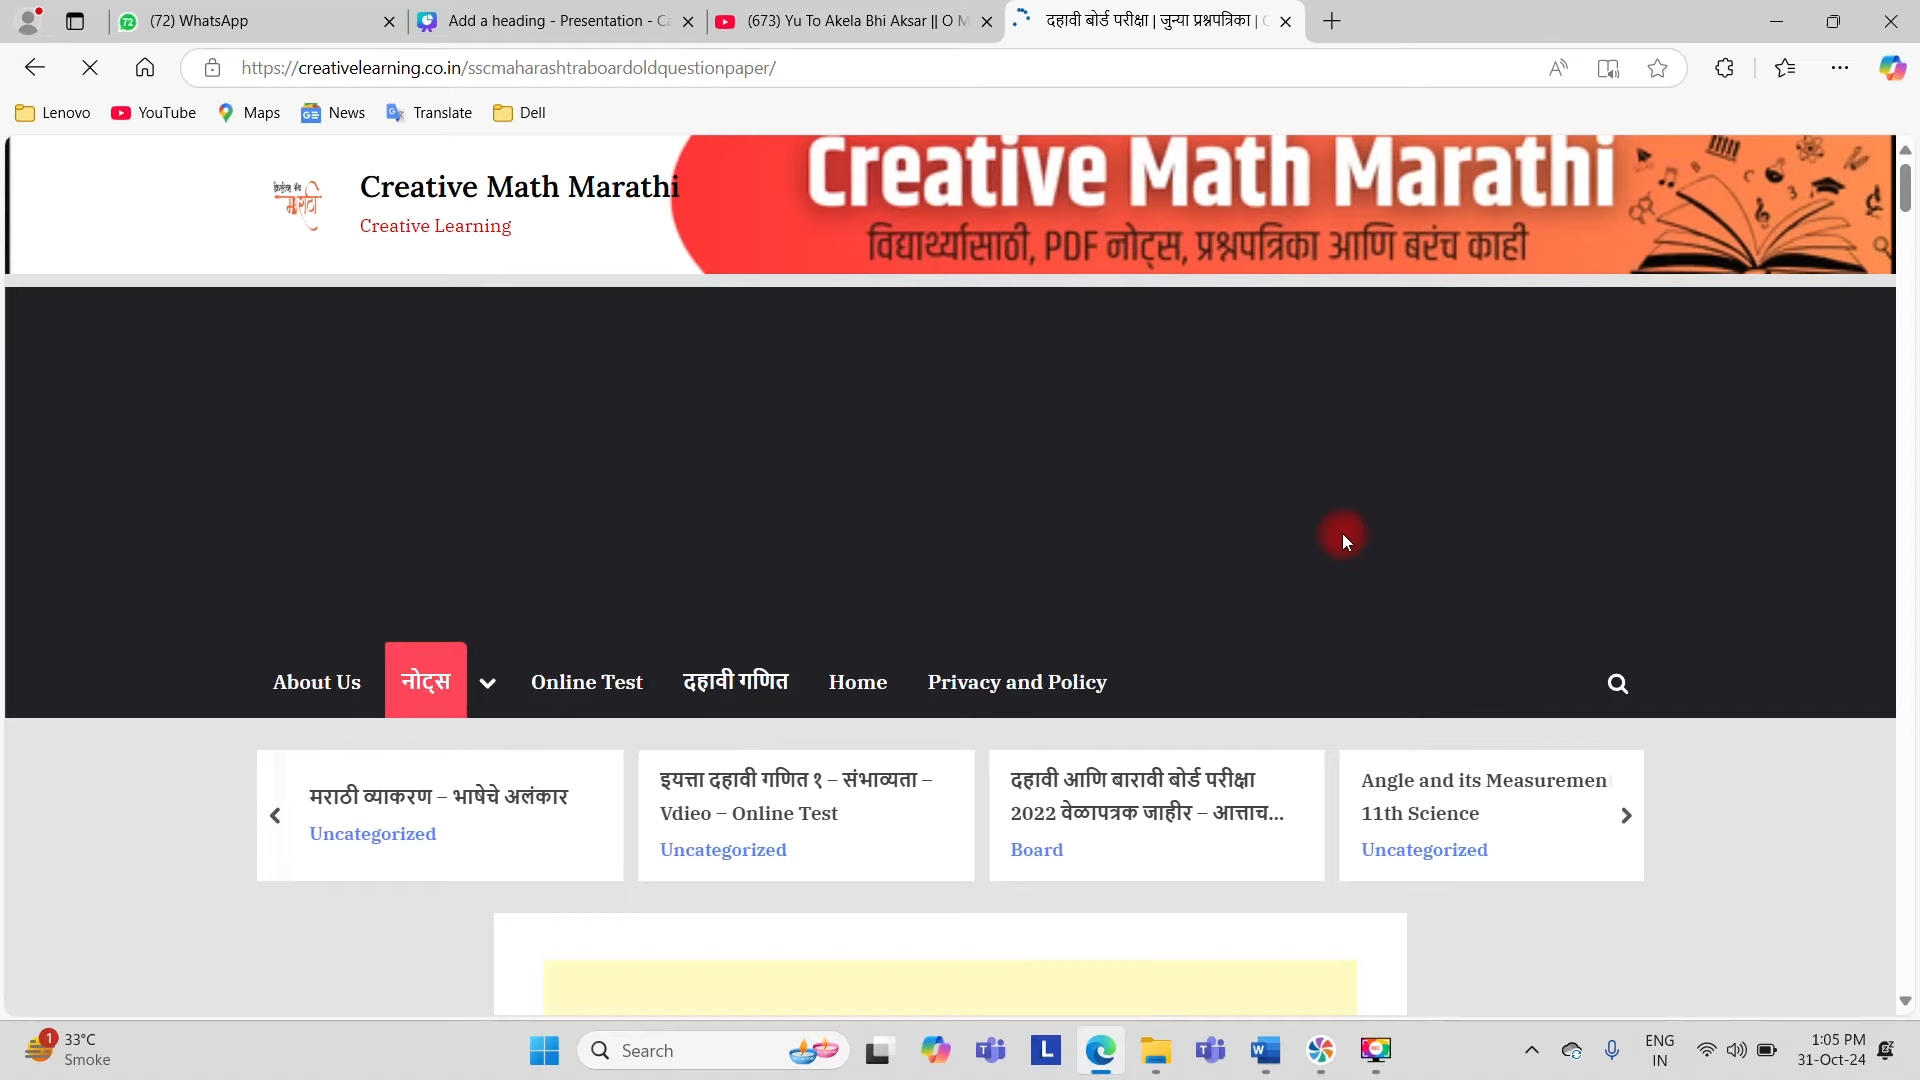 (72) WhatsApp
Add a heading - Presentation - Ca
(673) Yu To Akela Bhi Aksar || O M
दहावी बोर्ड परीक्षा | जुन्या प्रश्नपत्रिका | C
https://creativelearning.co.in/sscmaharashtraboardoldquestionpaper/
Lenovo
YouTube
Maps
News
Translate
Dell
Creative Math Marathi
Creative Learning
Creative Math Marathi
विद्यार्थ्यासाठी, PDF नोट्स, प्रश्नपत्रिका आणि बरंच काही
About Us
नोट्स
Online Test
दहावी गणित
Home
Privacy and Policy
मराठी व्याकरण – भाषेचे अलंकार
Uncategorized
इयत्ता दहावी गणित १ – संभाव्यता –
Vdieo – Online Test
Uncategorized
दहावी आणि बारावी बोर्ड परीक्षा
2022 वेळापत्रक जाहीर – आत्ताच...
Board
Angle and its Measuremen
11th Science
Uncategorized
1
33°C
Smoke
Search
L
ENG
IN
1:05 PM
31-Oct-24